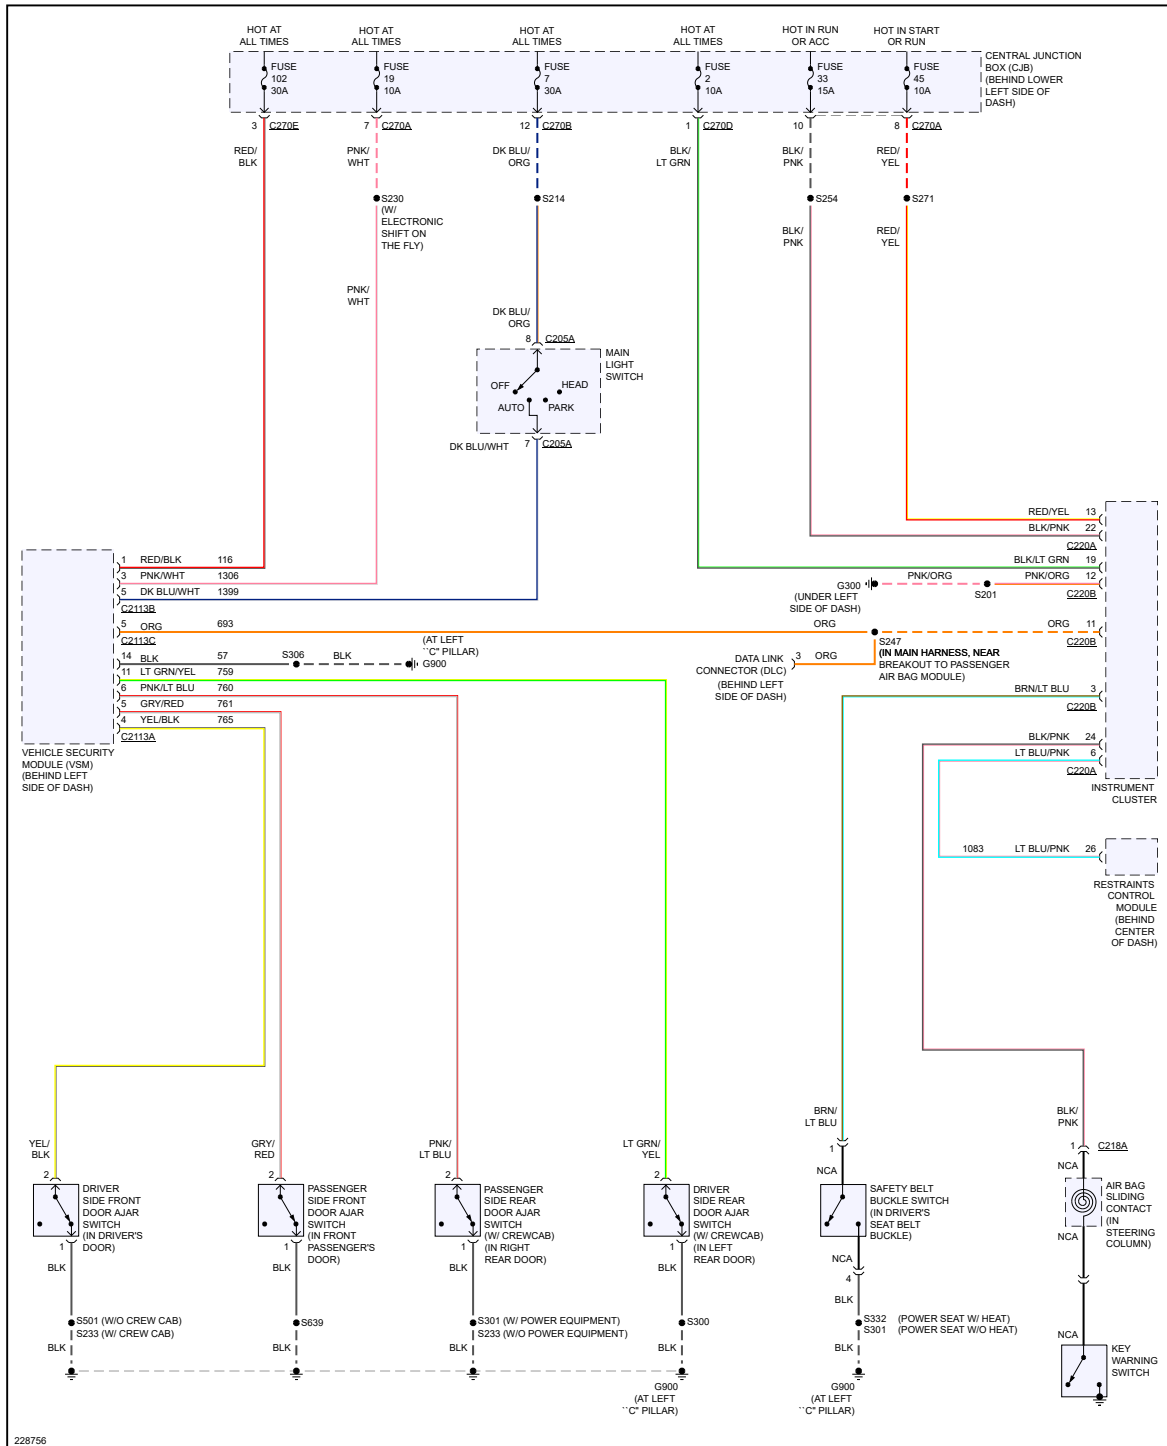 HOT AT
ALL TIMES
HOT AT
ALL TIMES
HOT AT
ALL TIMES
HOT AT
ALL TIMES
HOT IN RUN
OR ACC
HOT IN START
OR RUN
FUSE
102
30A
FUSE
19
10A
FUSE
7
30A
FUSE
2
10A
FUSE
33
15A
FUSE
45
10A
CENTRAL JUNCTION
BOX (CJB)
(BEHIND LOWER
LEFT SIDE OF
DASH)
3 C270E
7 C270A
12 C270B
1 C270D
10
8 C270A
RED/
BLK
PNK/
WHT
DK BLU/
ORG
BLK/
LT GRN
BLK/
PNK
RED/
YEL
S230
(W/
ELECTRONIC
SHIFT ON
THE FLY)
S214
S254
S271
BLK/
PNK
RED/
YEL
PNK/
WHT
DK BLU/
ORG
8 C205A
MAIN
LIGHT
SWITCH
OFF
HEAD
AUTO
PARK
DK BLU/WHT 7 C205A
RED/YEL 13
BLK/PNK 22
C220A
BLK/LT GRN 19
PNK/ORG PNK/ORG 12
G300
(UNDER LEFT
SIDE OF DASH)
S201
C220B
1 RED/BLK 116
3 PNK/WHT 1306
5 DK BLU/WHT 1399
C2113B
5 ORG 693
C2113C
ORG
ORG 11
C220B
S247
(IN MAIN HARNESS, NEAR
BREAKOUT TO PASSENGER
AIR BAG MODULE)
DATA LINK
CONNECTOR (DLC)
(BEHIND LEFT
SIDE OF DASH)
3 ORG
14 BLK 57
S306
BLK
(AT LEFT
``C" PILLAR)
G900
11 LT GRN/YEL 759
6 PNK/LT BLU 760
5 GRY/RED 761
4 YEL/BLK 765
C2113A
VEHICLE SECURITY
MODULE (VSM)
(BEHIND LEFT
SIDE OF DASH)
BRN/LT BLU 3
C220B
BLK/PNK 24
LT BLU/PNK 6
C220A
INSTRUMENT
CLUSTER
1083 LT BLU/PNK 26
RESTRAINTS
CONTROL
MODULE
(BEHIND
CENTER
OF DASH)
YEL/
BLK
GRY/
RED
PNK/
LT BLU
LT GRN/
YEL
BRN/
LT BLU
BLK/
PNK
1 C218A
1
NCA
NCA
2
DRIVER
SIDE FRONT
DOOR AJAR
SWITCH
(IN DRIVER'S
DOOR)
1
2
PASSENGER
SIDE FRONT
DOOR AJAR
SWITCH
(IN FRONT
PASSENGER'S
DOOR)
1
2
PASSENGER
SIDE REAR
DOOR AJAR
SWITCH
(W/ CREWCAB)
(IN RIGHT
REAR DOOR)
1
2
DRIVER
SIDE REAR
DOOR AJAR
SWITCH
(W/ CREWCAB)
(IN LEFT
REAR DOOR)
1
SAFETY BELT
BUCKLE SWITCH
(IN DRIVER'S
SEAT BELT
BUCKLE)
AIR BAG
SLIDING
CONTACT
(IN
STEERING
COLUMN)
NCA
NCA
4
BLK
BLK
BLK
BLK
BLK
S501 (W/O CREW CAB)
S233 (W/ CREW CAB)
S639
S301 (W/ POWER EQUIPMENT)
S233 (W/O POWER EQUIPMENT)
S300
S332 (POWER SEAT W/ HEAT)
S301 (POWER SEAT W/O HEAT)
NCA
BLK
BLK
BLK
BLK
BLK
KEY
WARNING
SWITCH
G900
(AT LEFT
``C" PILLAR)
G900
(AT LEFT
``C" PILLAR)
228756